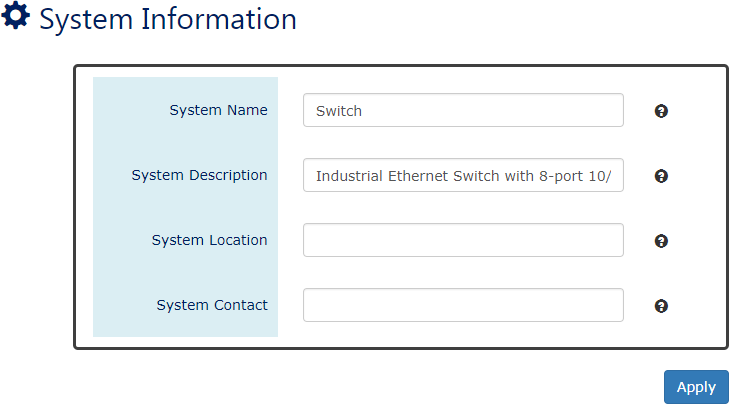 System Information
System Name
Switch
System Description
Industrial Ethernet Switch with 8-port 10/
System Location
System Contact
Apply